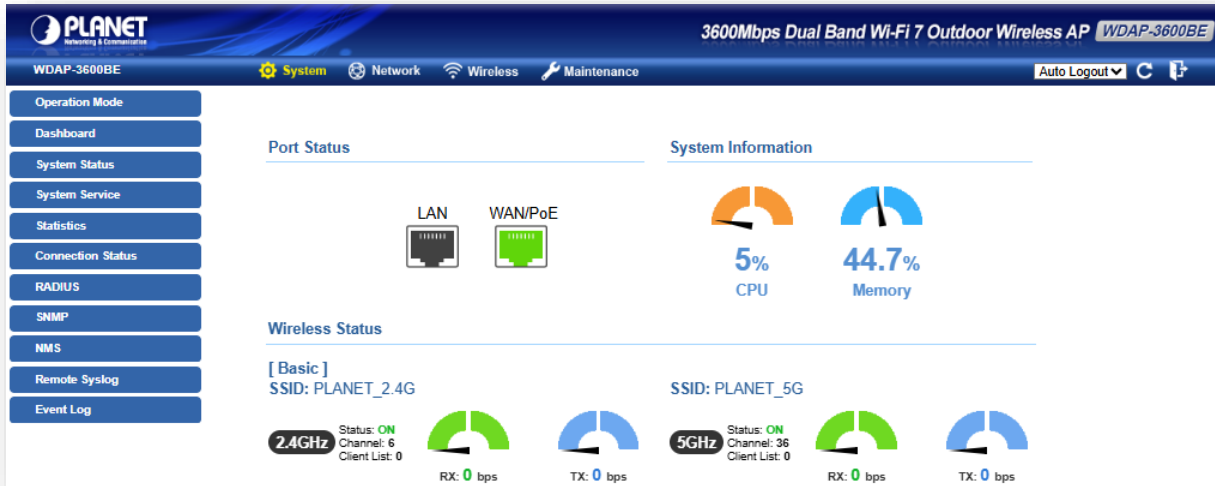 PLANET
Networking & Communication
3600Mbps Dual Band Wi-Fi 7 Outdoor Wireless AP WDAP-3600BE
WDAP-3600BE
System Network Wireless Maintenance
Auto Logout
Operation Mode
Dashboard
System Status
System Service
Statistics
Connection Status
RADIUS
SNMP
NMS
Remote Syslog
Event Log
Port Status
LAN WAN/PoE
System Information
5% 44.7%
CPU Memory
Wireless Status
[ Basic ]
SSID: PLANET_2.4G
2.4GHz
Status: ON
Channel: 6
Client List: 0
RX: 0 bps TX: 0 bps
SSID: PLANET_5G
5GHz
Status: ON
Channel: 36
Client List: 0
RX: 0 bps TX: 0 bps